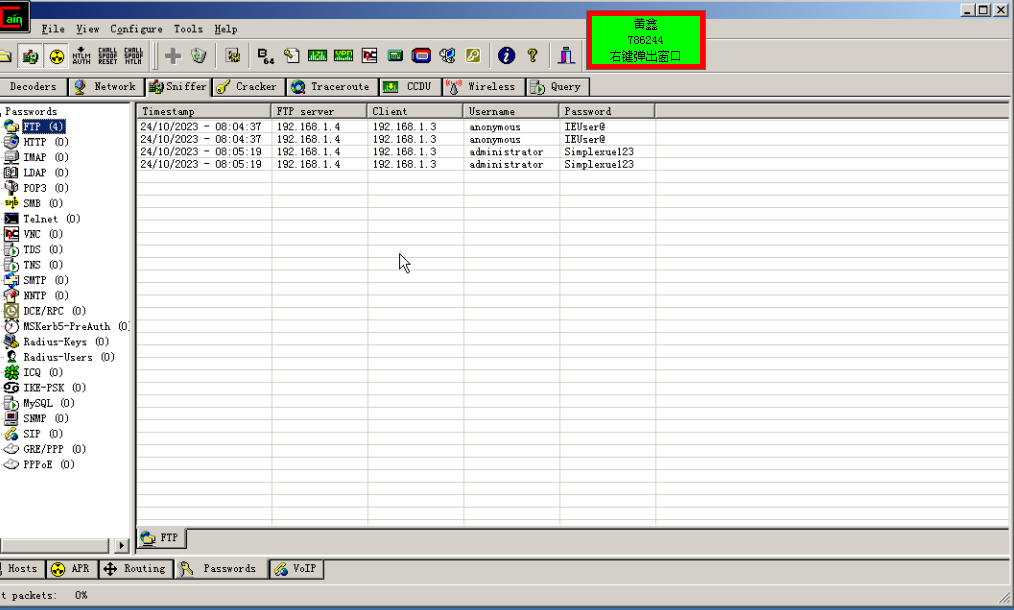 Cain
File View Configure Tools Help
黄鑫
786244
右键弹出窗口
NTLM AUTH
CHALL SPOOF RESET
CHALL SPOOF NTLM
B 64
Decoders Network Sniffer Cracker Traceroute CCDU Wireless Query
Passwords
FTP (4)
HTTP (0)
IMAP (0)
LDAP (0)
POP3 (0)
SMB (0)
Telnet (0)
VNC (0)
TDS (0)
TNS (0)
SMTP (0)
NNTP (0)
DCE/RPC (0)
MSKerb5-PreAuth (0)
Radius-Keys (0)
Radius-Users (0)
ICQ (0)
IKE-PSK (0)
MySQL (0)
SNMP (0)
SIP (0)
GRE/PPP (0)
PPPoE (0)
Timestamp FTP server Client Username Password
24/10/2023 - 08:04:37 192.168.1.4 192.168.1.3 anonymous IEUser@
24/10/2023 - 08:04:37 192.168.1.4 192.168.1.3 anonymous IEUser@
24/10/2023 - 08:05:19 192.168.1.4 192.168.1.3 administrator Simplexue123
24/10/2023 - 08:05:19 192.168.1.4 192.168.1.3 administrator Simplexue123
FTP
Hosts APR Routing Passwords VoIP
t packets: 0%